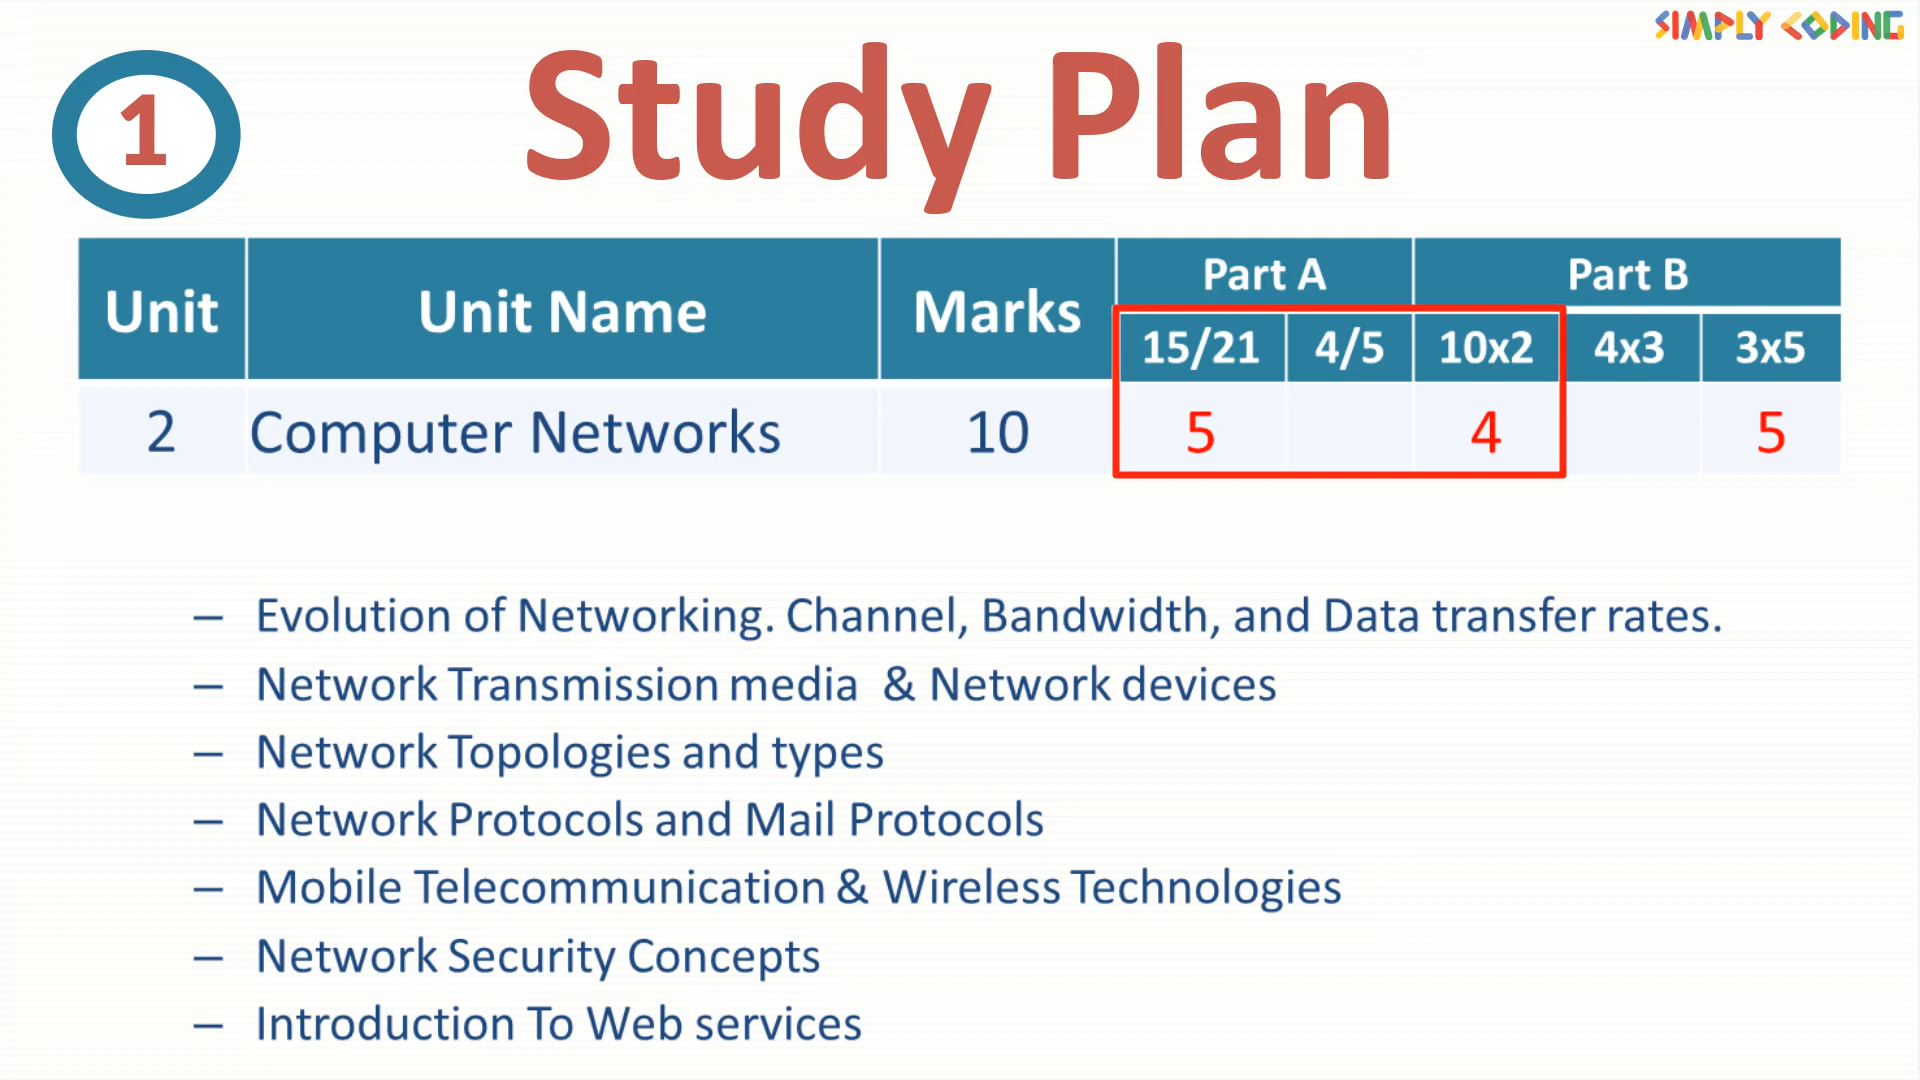 SIMPLY CODING
1
Study Plan
Unit Unit Name Marks Part A Part B
15/21 4/5 10x2 4x3 3x5
2 Computer Networks 10 5 4 5
– Evolution of Networking. Channel, Bandwidth, and Data transfer rates.
– Network Transmission media & Network devices
– Network Topologies and types
– Network Protocols and Mail Protocols
– Mobile Telecommunication & Wireless Technologies
– Network Security Concepts
– Introduction To Web services